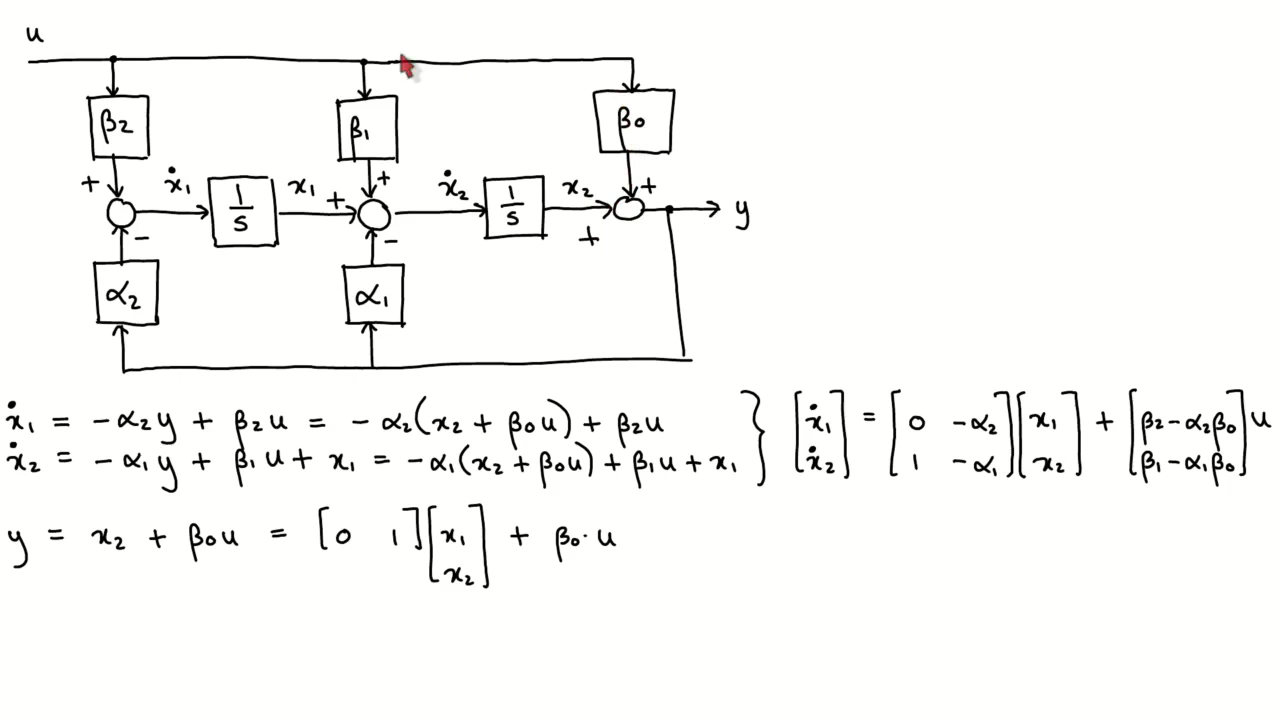 u
β2 β1 β0
+ ẋ1 1/s x1 + + ẋ2 1/s x2 + + y
− −
α2 α1
ẋ1 = -α2y + β2u = -α2(x2 + β0u) + β2u
ẋ2 = -α1y + β1u + x1 = -α1(x2 + β0u) + β1u + x1 } [ẋ1 ẋ2] = [0 -α2 1 -α1] [x1 x2] + [β2-α2β0 β1-α1β0] u
y = x2 + β0u = [0 1] [x1 x2] + β0·u